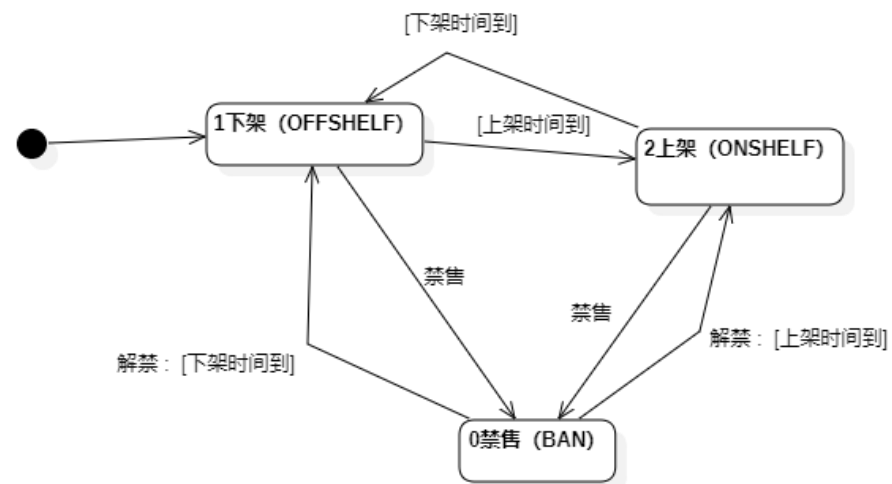 [下架时间到]
1下架（OFFSHELF）
[上架时间到]
2上架（ONSHELF）
禁售
禁售
解禁：[下架时间到]
解禁：[上架时间到]
0禁售（BAN）